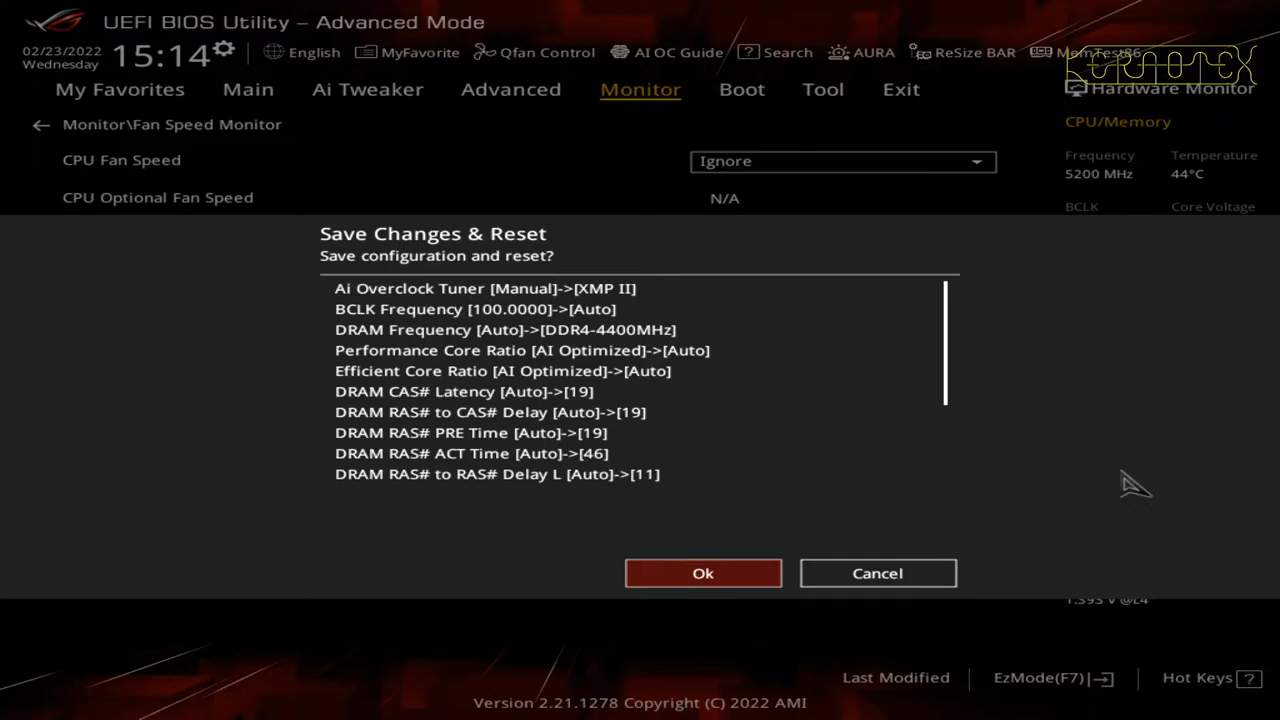 UEFI BIOS Utility – Advanced Mode
02/23/2022
Wednesday
15:14
English
MyFavorite
Qfan Control
AI OC Guide
? Search
AURA
ReSize BAR
MemTest86
KERNOTEX
My Favorites
Main
Ai Tweaker
Advanced
Monitor
Boot
Tool
Exit
Hardware Monitor
Monitor\Fan Speed Monitor
CPU/Memory
CPU Fan Speed
Ignore
Frequency
Temperature
5200 MHz
44°C
CPU Optional Fan Speed
N/A
BCLK
Core Voltage
Save Changes & Reset
Save configuration and reset?
Ai Overclock Tuner [Manual]->[XMP II]
BCLK Frequency [100.0000]->[Auto]
DRAM Frequency [Auto]->[DDR4-4400MHz]
Performance Core Ratio [AI Optimized]->[Auto]
Efficient Core Ratio [AI Optimized]->[Auto]
DRAM CAS# Latency [Auto]->[19]
DRAM RAS# to CAS# Delay [Auto]->[19]
DRAM RAS# PRE Time [Auto]->[19]
DRAM RAS# ACT Time [Auto]->[46]
DRAM RAS# to RAS# Delay L [Auto]->[11]
Ok
Cancel
1.393 V @L4
Last Modified
EzMode(F7)
Hot Keys ?
Version 2.21.1278 Copyright (C) 2022 AMI